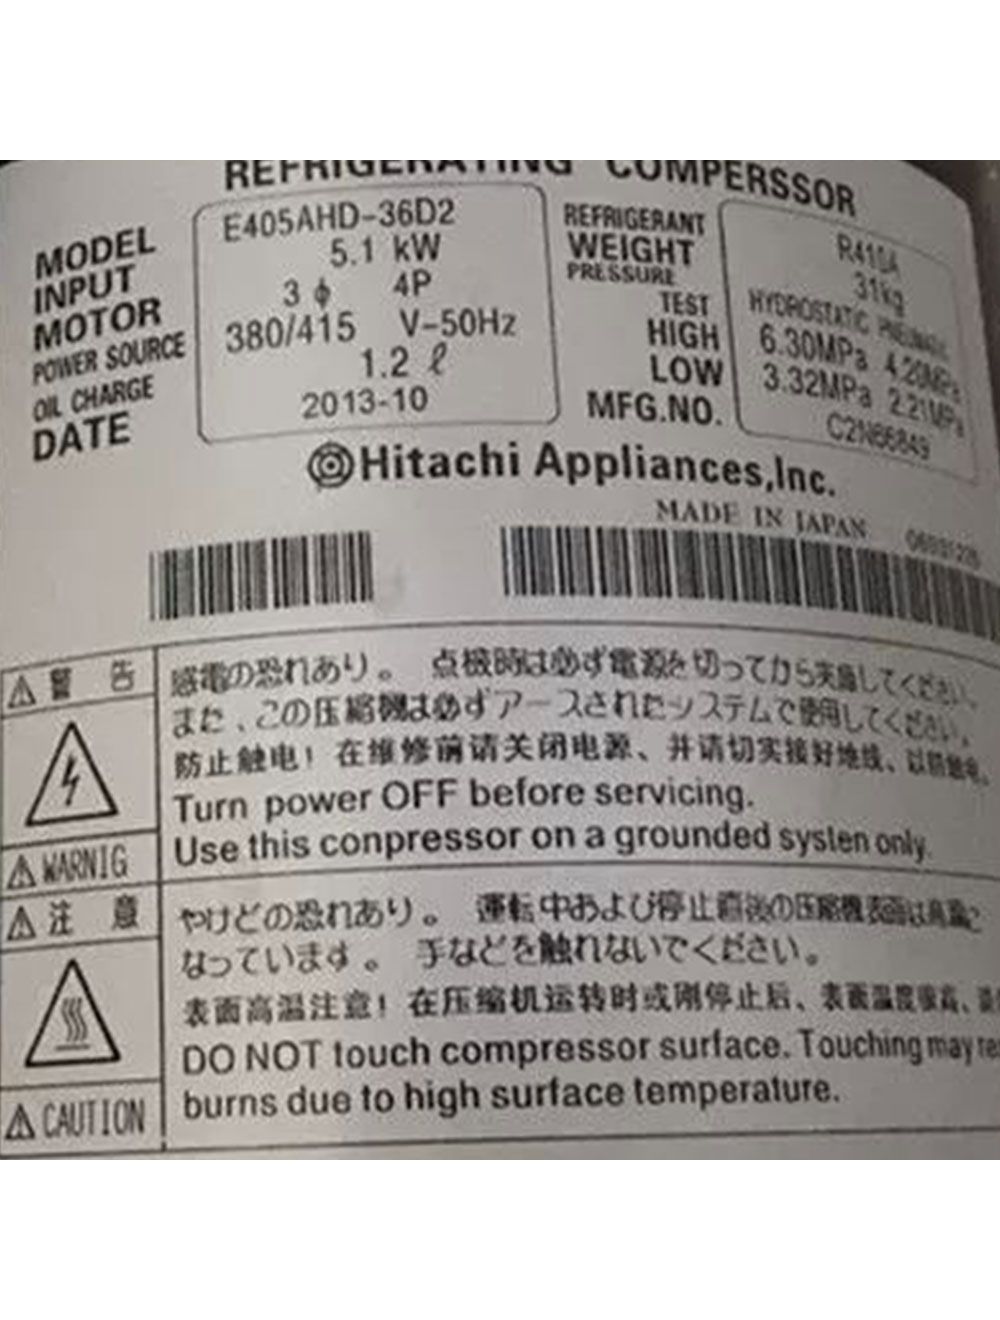 REFRIGERATING COMPERSSOR
MODEL E405AHD-36D2
INPUT 5.1 kW
MOTOR 3 ϕ 4P
POWER SOURCE 380/415 V-50Hz
OIL CHARGE 1.2 ℓ
DATE 2013-10
REFRIGERANT R410A
WEIGHT 31kg
PRESSURE
TEST HYDROSTATIC PNEUMATIC
HIGH 6.30MPa 4.20MPa
LOW 3.32MPa 2.21MPa
MFG.NO. C2N66849
Hitachi Appliances,Inc.
MADE IN JAPAN
⚠ 警 告
感電の恐れあり。 点検時は必ず電源を切ってから実施してください。
また、この圧縮機は必ずアースされたシステムで使用してください。
防止触电！在维修前请关闭电源、并请切实接好地线、以防触电。
Turn power OFF before servicing.
Use this conpressor on a grounded systen only.
⚠ WARNIG
⚠ 注 意
やけどの恐れあり。 運転中および停止直後の圧縮機表面は高温と
なっています。 手などを触れないでください。
表面高温注意！在压缩机运转时或刚停止后、表面温度很高、
DO NOT touch compressor surface. Touching may re
burns due to high surface temperature.
⚠ CAUTION